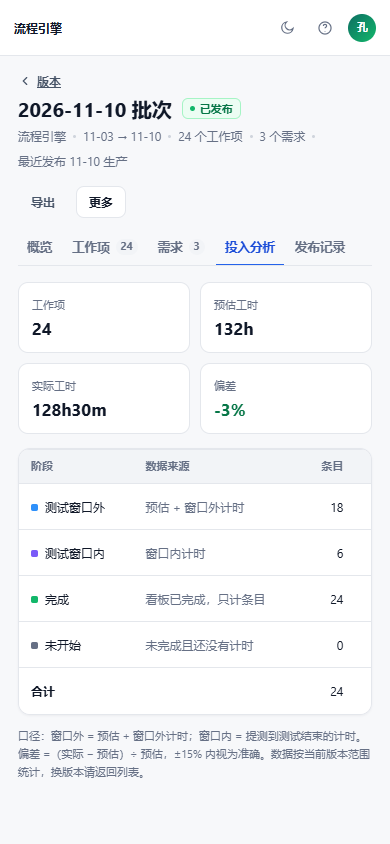 流程引擎
孔
版本
2026-11-10 批次 已发布
流程引擎 • 11-03 → 11-10 • 24 个工作项 • 3 个需求 •
最近发布 11-10 生产
导出 更多
概览 工作项 24 需求 3 投入分析 发布记录
工作项
24
预估工时
132h
实际工时
128h30m
偏差
-3%
阶段 数据来源 条目
测试窗口外 预估 + 窗口外计时 18
测试窗口内 窗口内计时 6
完成 看板已完成，只计条目 24
未开始 未完成且还没有计时 0
合计 24
口径：窗口外 = 预估 + 窗口外计时；窗口内 = 提测到测试结束的计时。
偏差 =（实际 − 预估）÷ 预估，±15% 内视为准确。数据按当前版本范围
统计，换版本请返回列表。